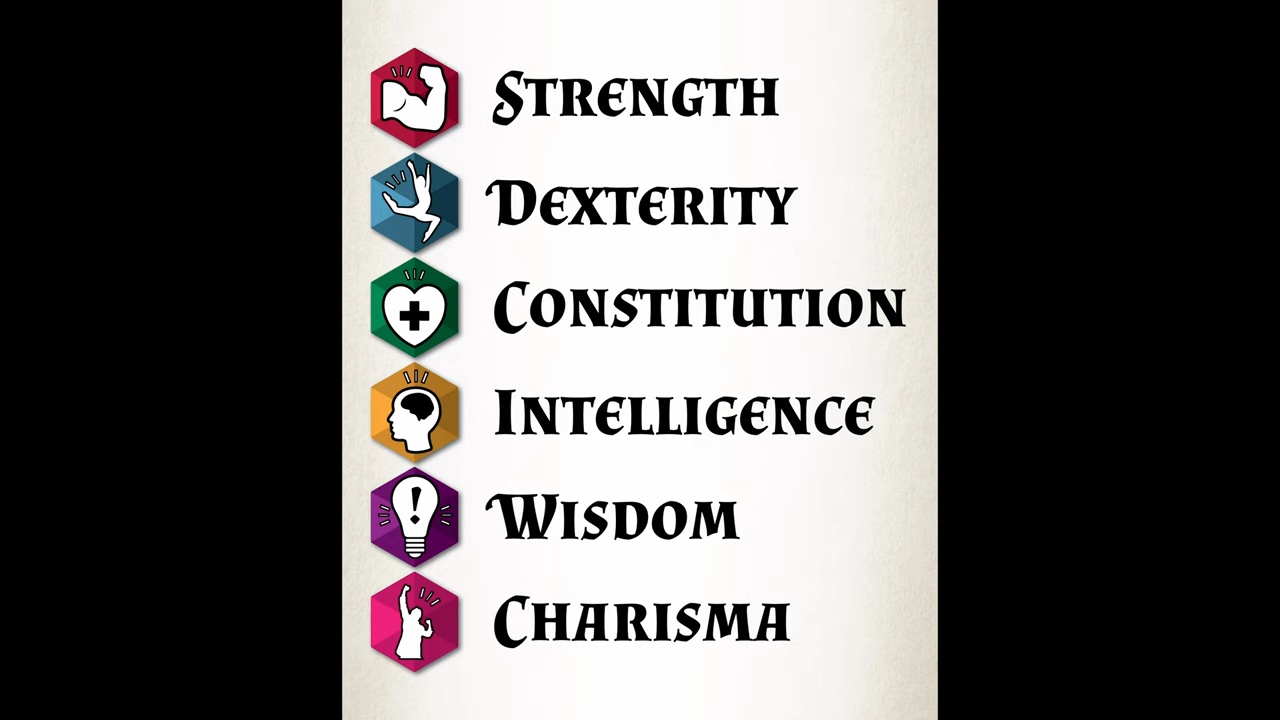 Strength
Dexterity
Constitution
Intelligence
Wisdom
Charisma